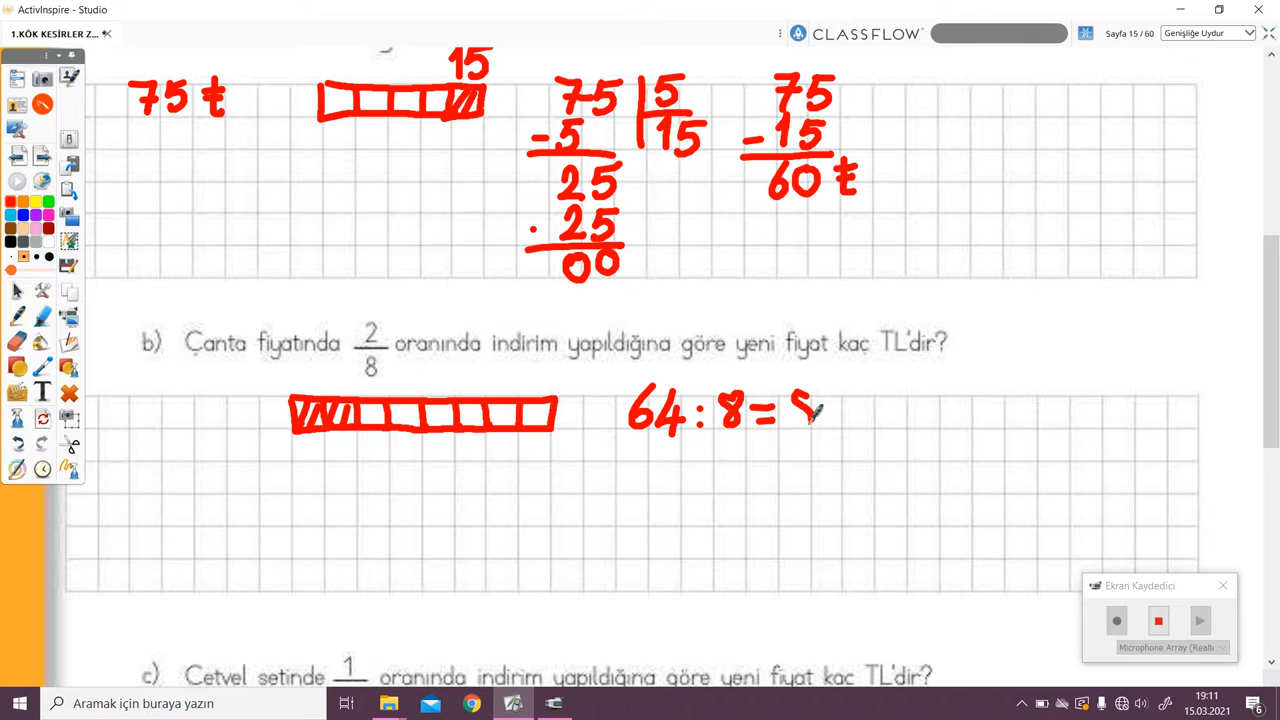 ActivInspire - Studio
1.KÖK KESİRLER Z...
CLASSFLOW
Sayfa 15 / 60
Genişliğe Uydur
15
75 t
75 5
- 5 15
25
25
00
75
- 15
60 t
b) Çanta fiyatında 2/8 oranında indirim yapıldığına göre yeni fiyat kaç TL'dir?
64 : 8 =
Ekran Kaydedici
Microphone Array (Realt
c) Cetvel setinde 1 oranında indirim yapıldığına göre yeni fiyat kaç TL'dir?
Aramak için buraya yazın
19:11
15.03.2021